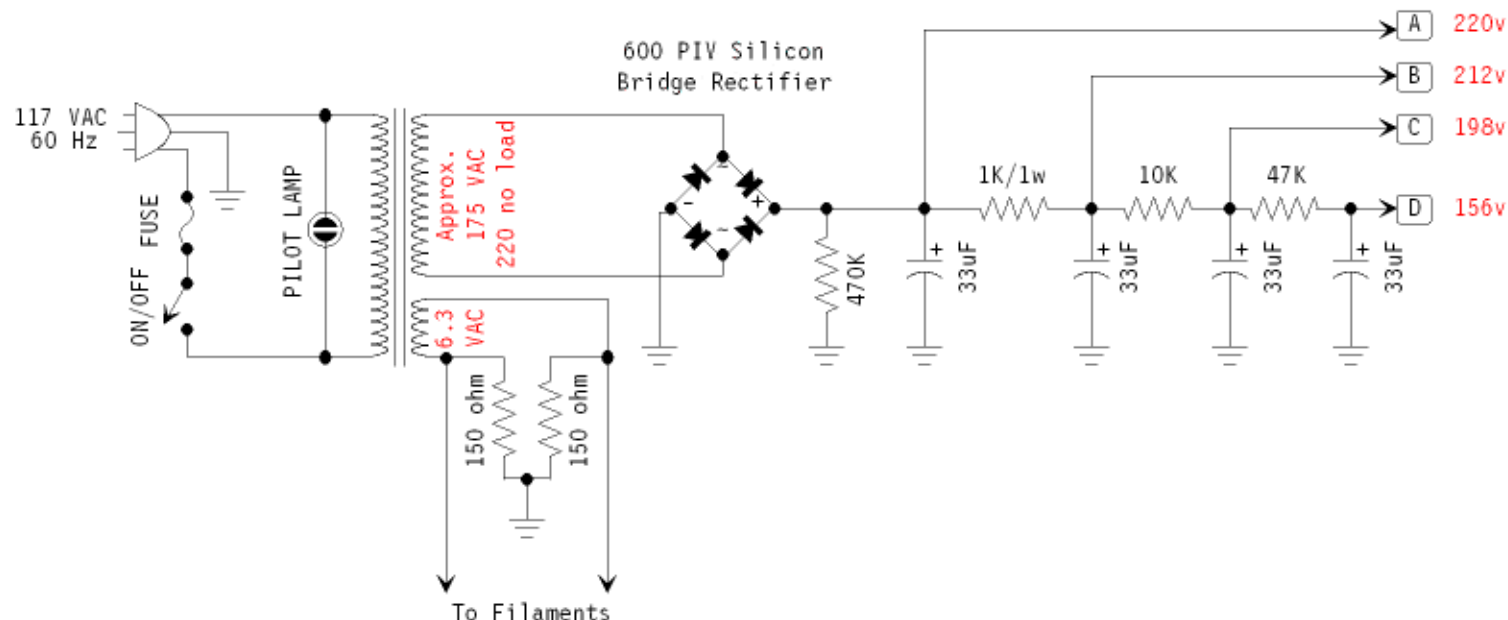 A 220v
600 PIV Silicon
Bridge Rectifier
B 212v
117 VAC
60 Hz
C 198v
FUSE
ON/OFF
PILOT LAMP
Approx.
175 VAC
220 no load
~
-
+
~
1K/1w
10K
47K
D 156v
470K
+
33uF
+
33uF
+
33uF
+
33uF
6.3
VAC
150 ohm
150 ohm
To Filaments